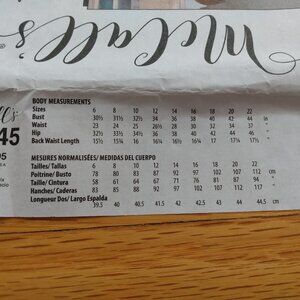 McCall's
BODY MEASUREMENTS
Sizes 6 8 10 12 14 16 18 20 22
Bust 30½ 31½ 32½ 34 36 38 40 42 44 in
Waist 23 24 25 26½ 28 30 32 34 37 "
Hip 32½ 33½ 34½ 36 38 40 42 44 46 "
Back Waist Length 15½ 15¾ 16 16¼ 16½ 16¾ 17 17¼ 17⅜ "
45
MESURES NORMALISÉES/ MEDIDAS DEL CUERPO
Tailles/ Tallas 6 8 10 12 14 16 18 20 22
Poitrine/ Busto 78 80 83 87 92 97 102 107 112 cm
Taille/ Cintura 58 61 64 67 71 76 81 87 94 "
Hanches/ Caderas 83 85 88 92 97 102 107 112 117 "
Longueur Dos/ Largo Espalda
39.5 40 40.5 41.5 42 42.5 43 44 44.5 cm